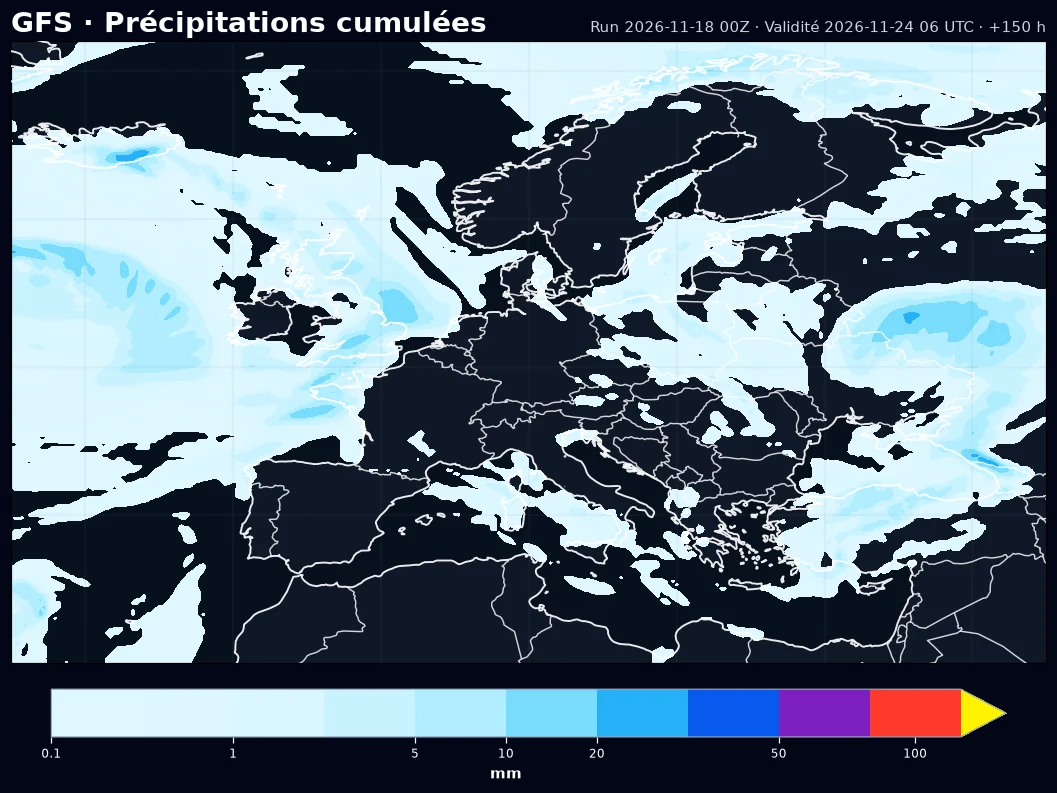 GFS · Précipitations cumulées
Run 2026-11-18 00Z · Validité 2026-11-24 06 UTC · +150 h
0.1 1 5 10 20 50 100
mm